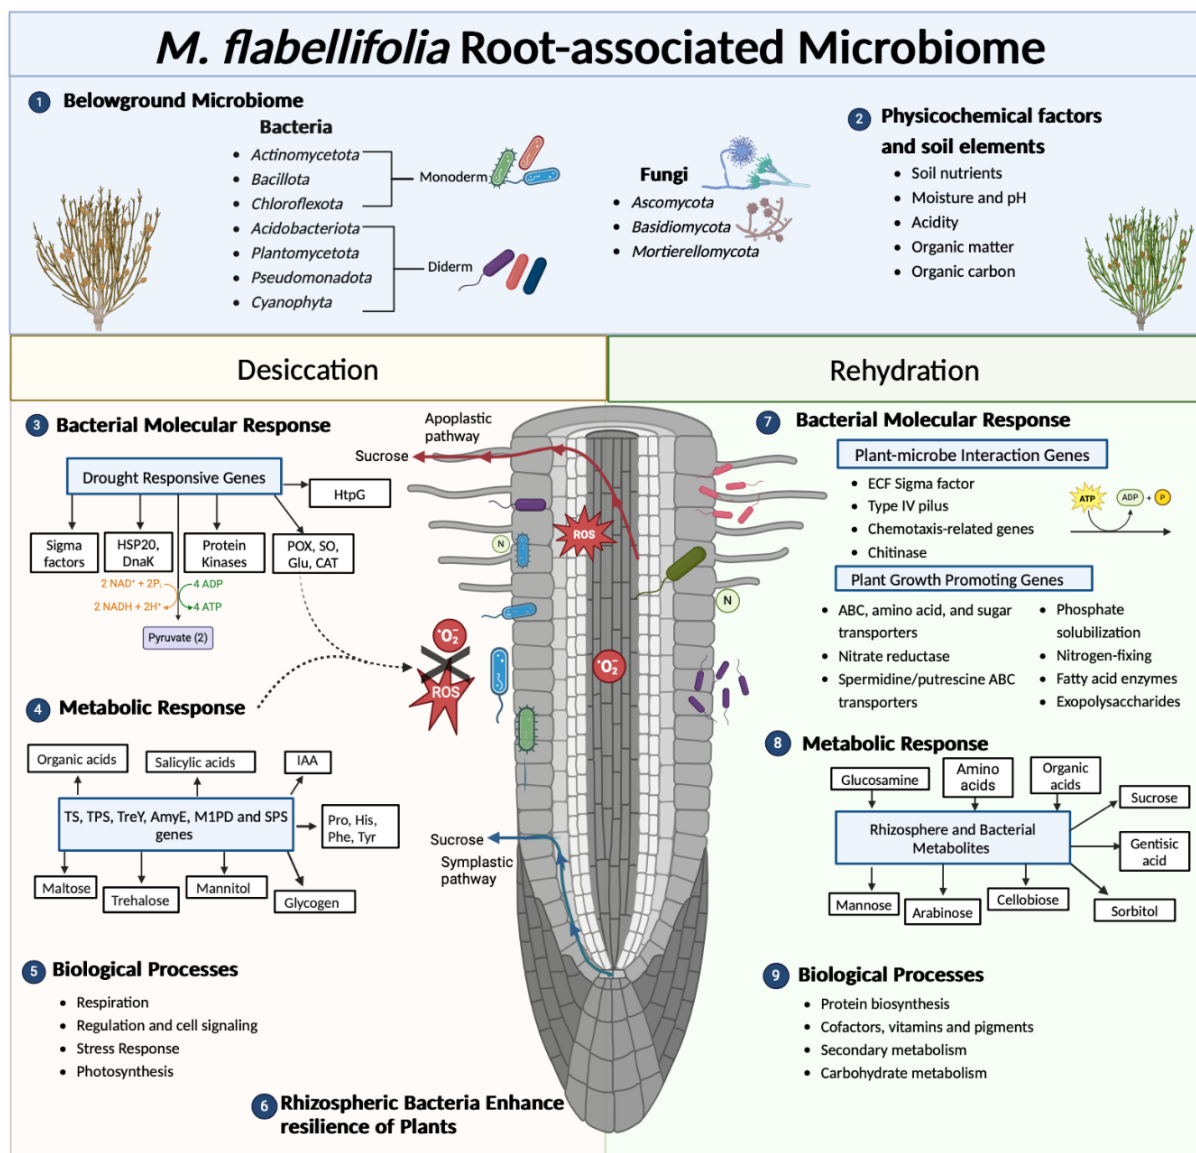 M. flabellifolia Root-associated Microbiome
1 Belowground Microbiome
Bacteria
• Actinomycetota
• Bacillota
• Chloroflexota
Monoderm
• Acidobacteriota
• Plantomycetota
• Pseudomonadota
• Cyanophyta
Diderm
Fungi
• Ascomycota
• Basidiomycota
• Mortierellomycota
2 Physicochemical factors
and soil elements
• Soil nutrients
• Moisture and pH
• Acidity
• Organic matter
• Organic carbon
Desiccation
Rehydration
3 Bacterial Molecular Response
Drought Responsive Genes
HtpG
Sigma
factors
HSP20,
DnaK
Protein
Kinases
POX, SO,
Glu, CAT
2 NAD⁺ + 2Pᵢ
4 ADP
2 NADH + 2H⁺
4 ATP
Pyruvate (2)
4 Metabolic Response
Organic acids
Salicylic acids
IAA
TS, TPS, TreY, AmyE, M1PD and SPS
genes
Pro, His,
Phe, Tyr
Maltose
Trehalose
Mannitol
Glycogen
5 Biological Processes
• Respiration
• Regulation and cell signaling
• Stress Response
• Photosynthesis
6 Rhizospheric Bacteria Enhance
resilience of Plants
Apoplastic
pathway
Sucrose
ROS
N
N
•O₂⁻
ROS
•O₂⁻
Sucrose
Symplastic
pathway
7 Bacterial Molecular Response
Plant-microbe Interaction Genes
• ECF Sigma factor
• Type IV pilus
• Chemotaxis-related genes
• Chitinase
ATP
ADP + P
Plant Growth Promoting Genes
• ABC, amino acid, and sugar
transporters
• Nitrate reductase
• Spermidine/putrescine ABC
transporters
• Phosphate
solubilization
• Nitrogen-fixing
• Fatty acid enzymes
• Exopolysaccharides
8 Metabolic Response
Glucosamine
Amino
acids
Organic
acids
Sucrose
Rhizosphere and Bacterial
Metabolites
Gentisic
acid
Mannose
Arabinose
Cellobiose
Sorbitol
9 Biological Processes
• Protein biosynthesis
• Cofactors, vitamins and pigments
• Secondary metabolism
• Carbohydrate metabolism